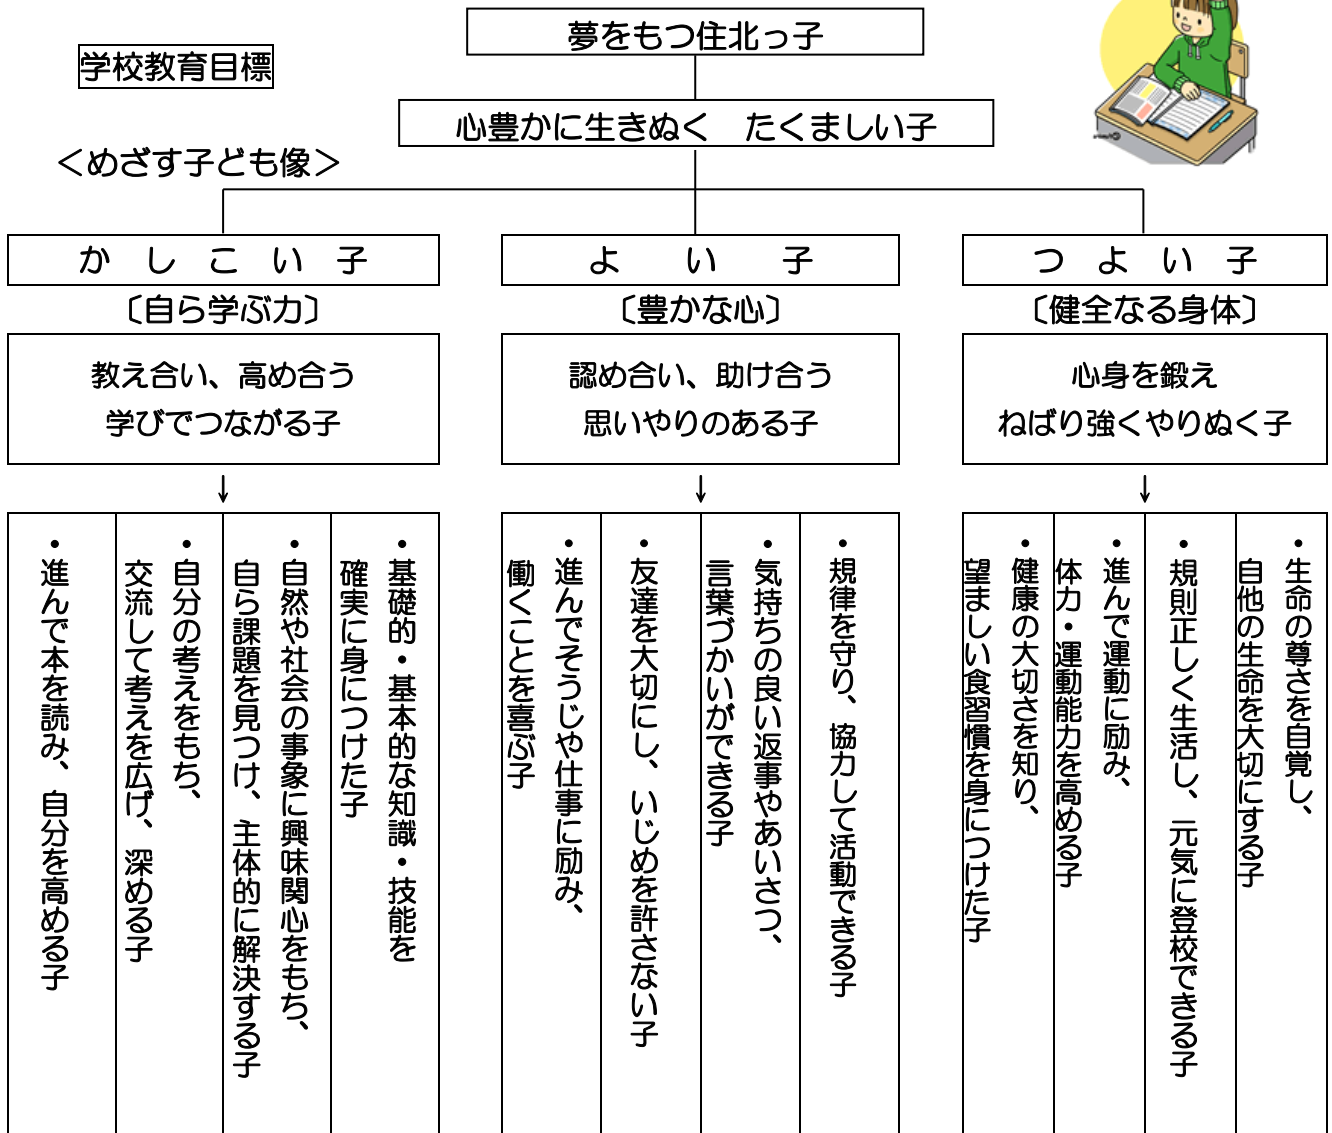 夢をもつ住北っ子
学校教育目標
心豊かに生きぬく　たくましい子
＜めざす子ども像＞
かしこい子
〔自ら学ぶ力〕
教え合い、高め合う
学びでつながる子
↓
・基礎的・基本的な知識・技能を
確実に身につけた子
・自然や社会の事象に興味関心をもち、
自ら課題を見つけ、主体的に解決する子
・自分の考えをもち、
交流して考えを広げ、深める子
・進んで本を読み、自分を高める子
よい子
〔豊かな心〕
認め合い、助け合う
思いやりのある子
↓
・規律を守り、協力して活動できる子
・気持ちの良い返事やあいさつ、
言葉づかいができる子
・友達を大切にし、いじめを許さない子
・進んでそうじや仕事に励み、
働くことを喜ぶ子
つよい子
〔健全なる身体〕
心身を鍛え
ねばり強くやりぬく子
↓
・生命の尊さを自覚し、
自他の生命を大切にする子
・規則正しく生活し、元気に登校できる子
・進んで運動に励み、
体力・運動能力を高める子
・健康の大切さを知り、
望ましい食習慣を身につけた子